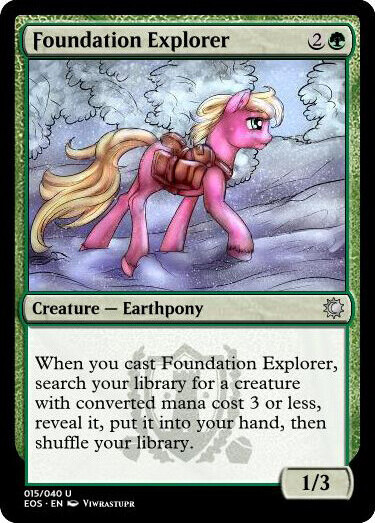 Foundation Explorer 2
Creature — Earthpony
When you cast Foundation Explorer,
search your library for a creature
with converted mana cost 3 or less,
reveal it, put it into your hand, then
shuffle your library.
1/3
015/040 U
EOS • EN Viwrastupr